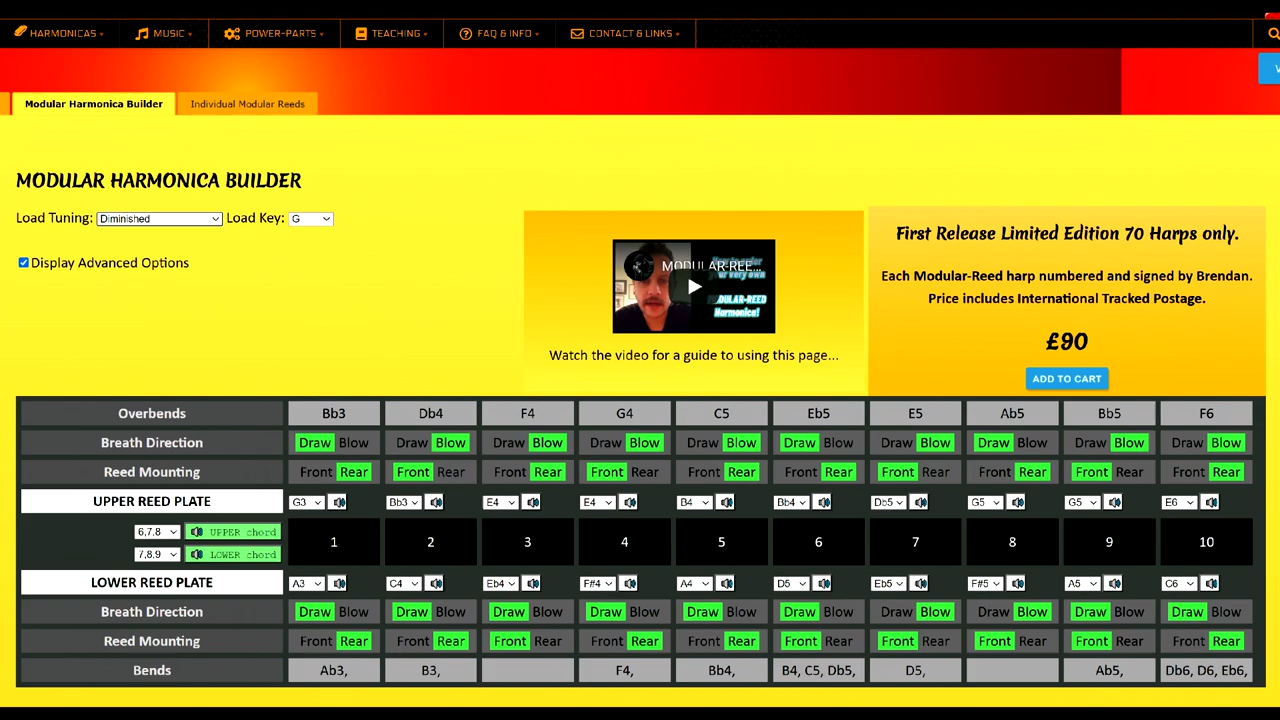 HARMONICAS MUSIC POWER-PARTS TEACHING FAQ & INFO CONTACT & LINKS
Modular Harmonica Builder Individual Modular Reeds
MODULAR HARMONICA BUILDER
Load Tuning: Diminished Load Key: G
Display Advanced Options
MODULAR-REE...
Watch the video for a guide to using this page...
First Release Limited Edition 70 Harps only.
Each Modular-Reed harp numbered and signed by Brendan.
Price includes International Tracked Postage.
£90
ADD TO CART
Overbends Bb3 Db4 F4 G4 C5 Eb5 E5 Ab5 Bb5 F6
Breath Direction Draw Blow Draw Blow Draw Blow Draw Blow Draw Blow Draw Blow Draw Blow Draw Blow Draw Blow Draw Blow
Reed Mounting Front Rear Front Rear Front Rear Front Rear Front Rear Front Rear Front Rear Front Rear Front Rear Front Rear
UPPER REED PLATE G3 Bb3 E4 E4 B4 Bb4 Db5 G5 G5 E6
6,7,8 UPPER chord
1 2 3 4 5 6 7 8 9 10
7,8,9 LOWER chord
LOWER REED PLATE A3 C4 Eb4 F#4 A4 D5 Eb5 F#5 A5 C6
Breath Direction Draw Blow Draw Blow Draw Blow Draw Blow Draw Blow Draw Blow Draw Blow Draw Blow Draw Blow Draw Blow
Reed Mounting Front Rear Front Rear Front Rear Front Rear Front Rear Front Rear Front Rear Front Rear Front Rear Front Rear
Bends Ab3, B3, F4, Bb4, B4, C5, Db5, D5, Ab5, Db6, D6, Eb6,